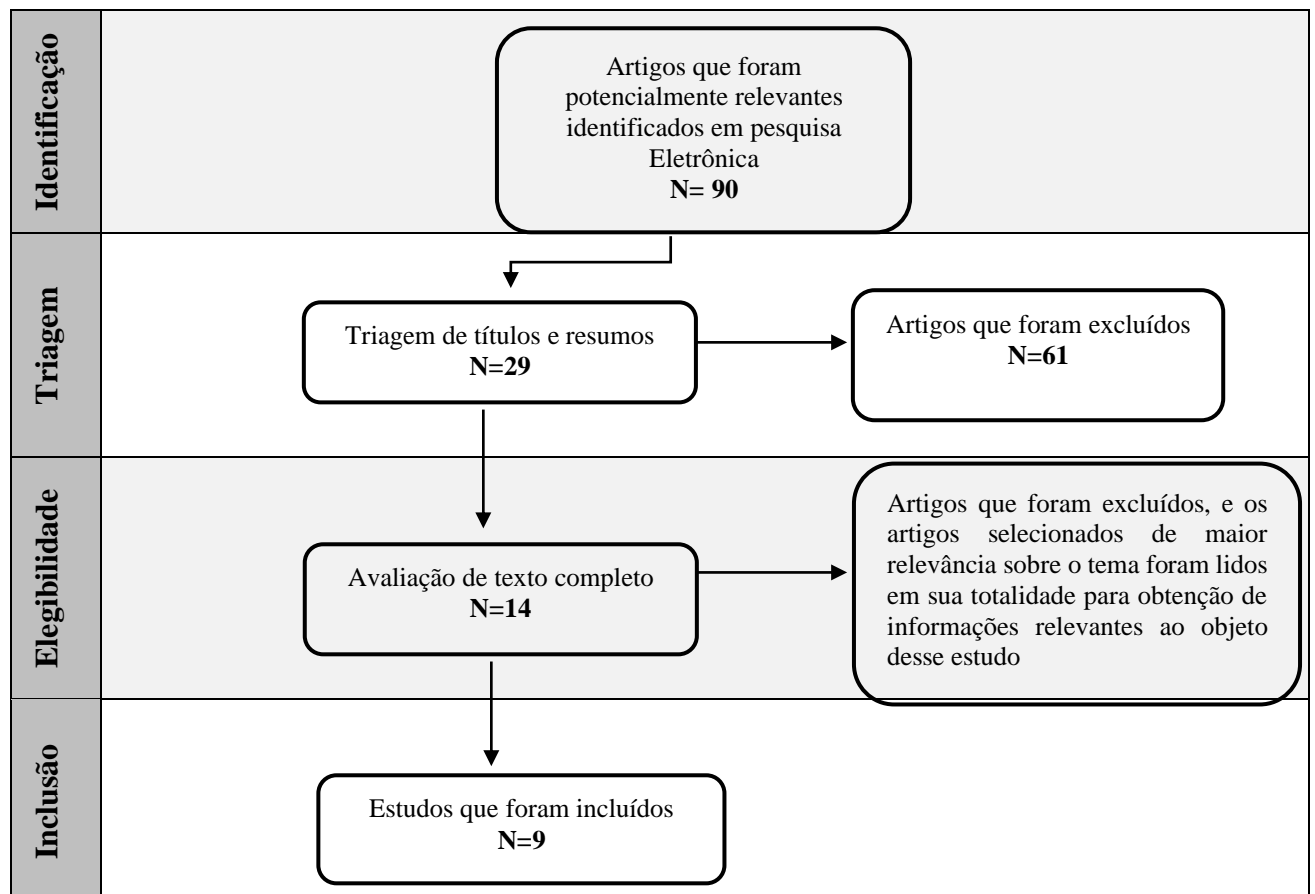 Identificação
Artigos que foram
potencialmente relevantes
identificados em pesquisa
Eletrônica
N= 90
Triagem
Triagem de títulos e resumos
N=29
Artigos que foram excluídos
N=61
Elegibilidade
Avaliação de texto completo
N=14
Artigos que foram excluídos, e os
artigos selecionados de maior
relevância sobre o tema foram lidos
em sua totalidade para obtenção de
informações relevantes ao objeto
desse estudo
Inclusão
Estudos que foram incluídos
N=9